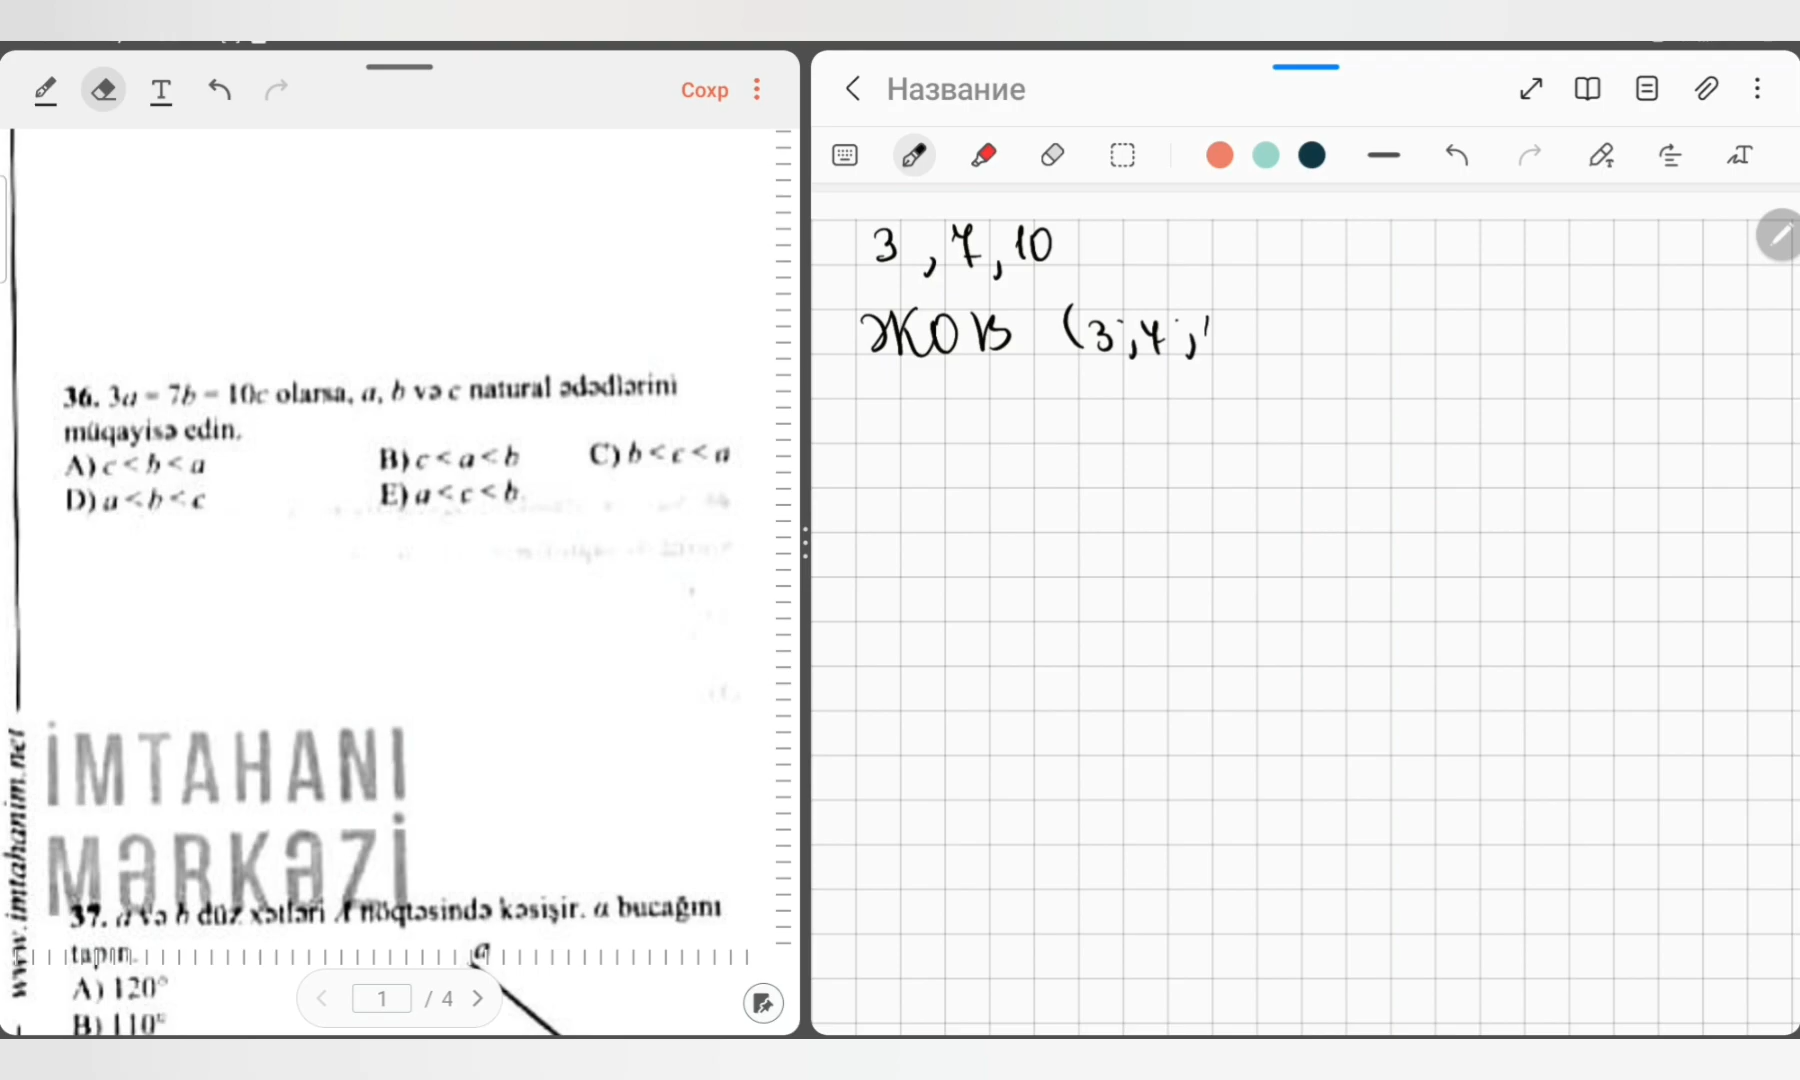 Сохр
36. 3a = 7b = 10c olarsa, a, b və c natural ədədlərini
müqayisə edin.
A) c < b < a
B) c < a < b
C) b < c < a
D) a < b < c
E) a < c < b
www.imtahanim.net
İMTAHANI
MƏRKƏZİ
37. a və b düz xətləri A nöqtəsində kəsişir. α bucağını
tapın.
a
A) 120°
B) 110°
1 / 4
Название
3 , 7, 10
ЖОВ (3; 7; 1